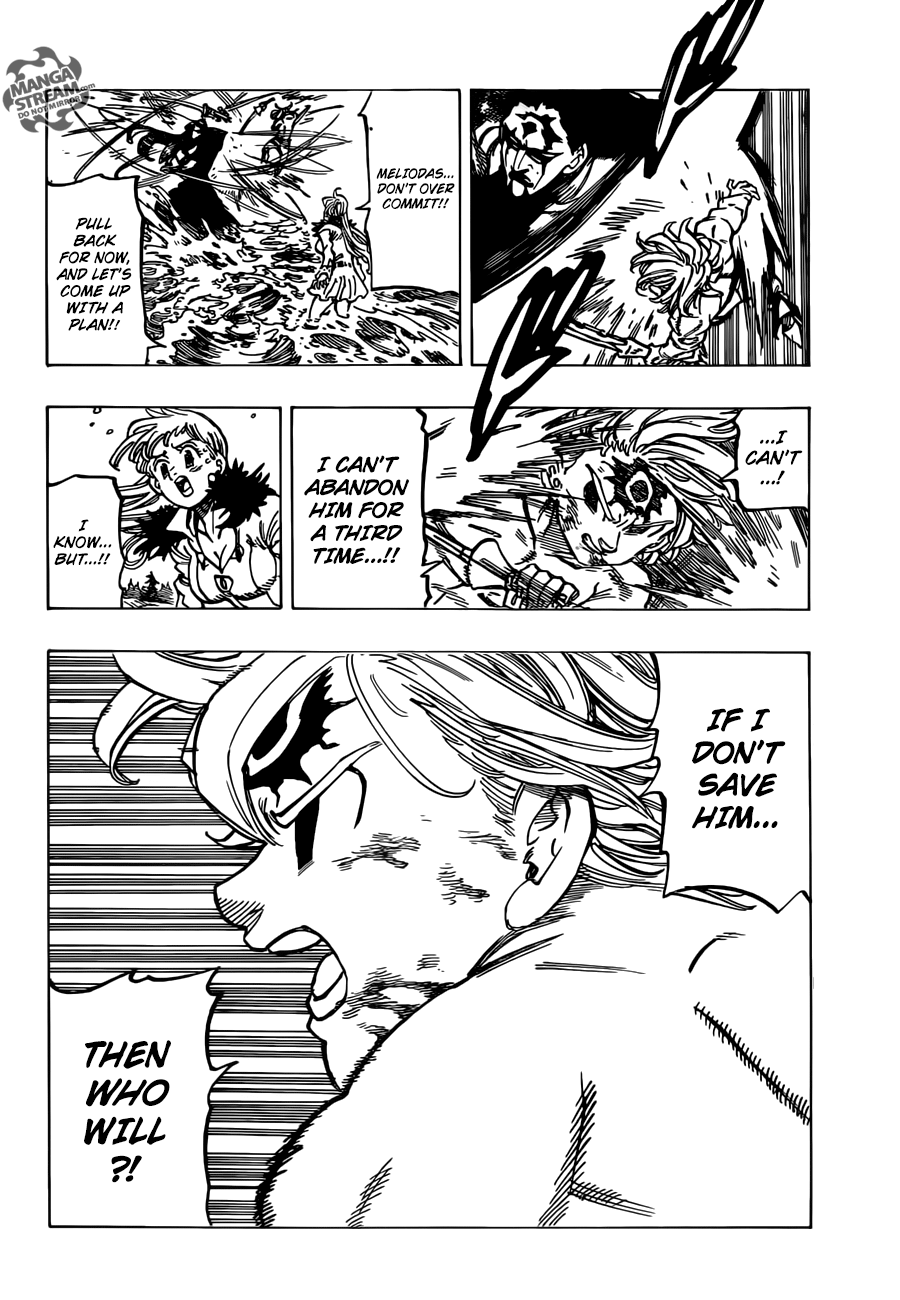 MANGA
STREAM.com
DO NOT MIRROR
MELIODAS...
DON'T OVER
COMMIT!!
PULL
BACK
FOR NOW,
AND LET'S
COME UP
WITH A
PLAN!!
...I
CAN'T
...!
I CAN'T
ABANDON
HIM FOR
A THIRD
TIME...!!
I
KNOW...
BUT...!!
IF I
DON'T
SAVE
HIM...
THEN
WHO
WILL
?!